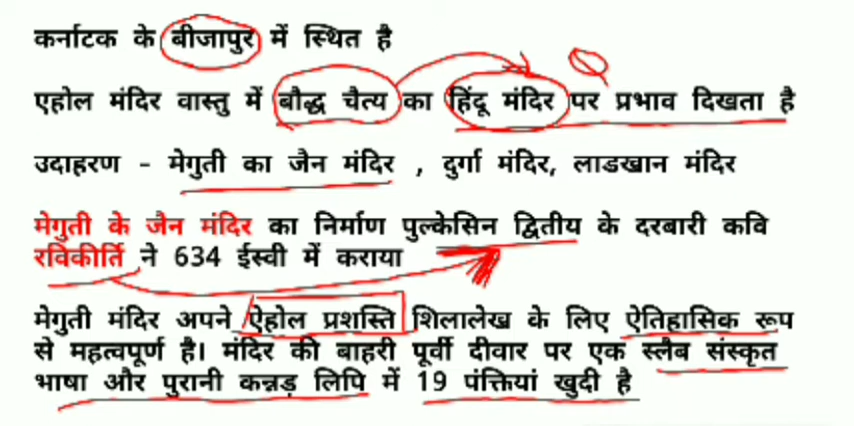 कर्नाटक के बीजापुर में स्थित है
एहोल मंदिर वास्तु में बौद्ध चैत्य का हिंदू मंदिर पर प्रभाव दिखता है
उदाहरण - मेगुती का जैन मंदिर , दुर्गा मंदिर, लाडखान मंदिर
मेगुती के जैन मंदिर का निर्माण पुल्केसिन द्वितीय के दरबारी कवि
रविकीर्ति ने 634 ईस्वी में कराया
मेगुती मंदिर अपने ऐहोल प्रशस्ति शिलालेख के लिए ऐतिहासिक रूप
से महत्वपूर्ण है। मंदिर की बाहरी पूर्वी दीवार पर एक स्लैब संस्कृत
भाषा और पुरानी कन्नड़ लिपि में 19 पंक्तियां खुदी है